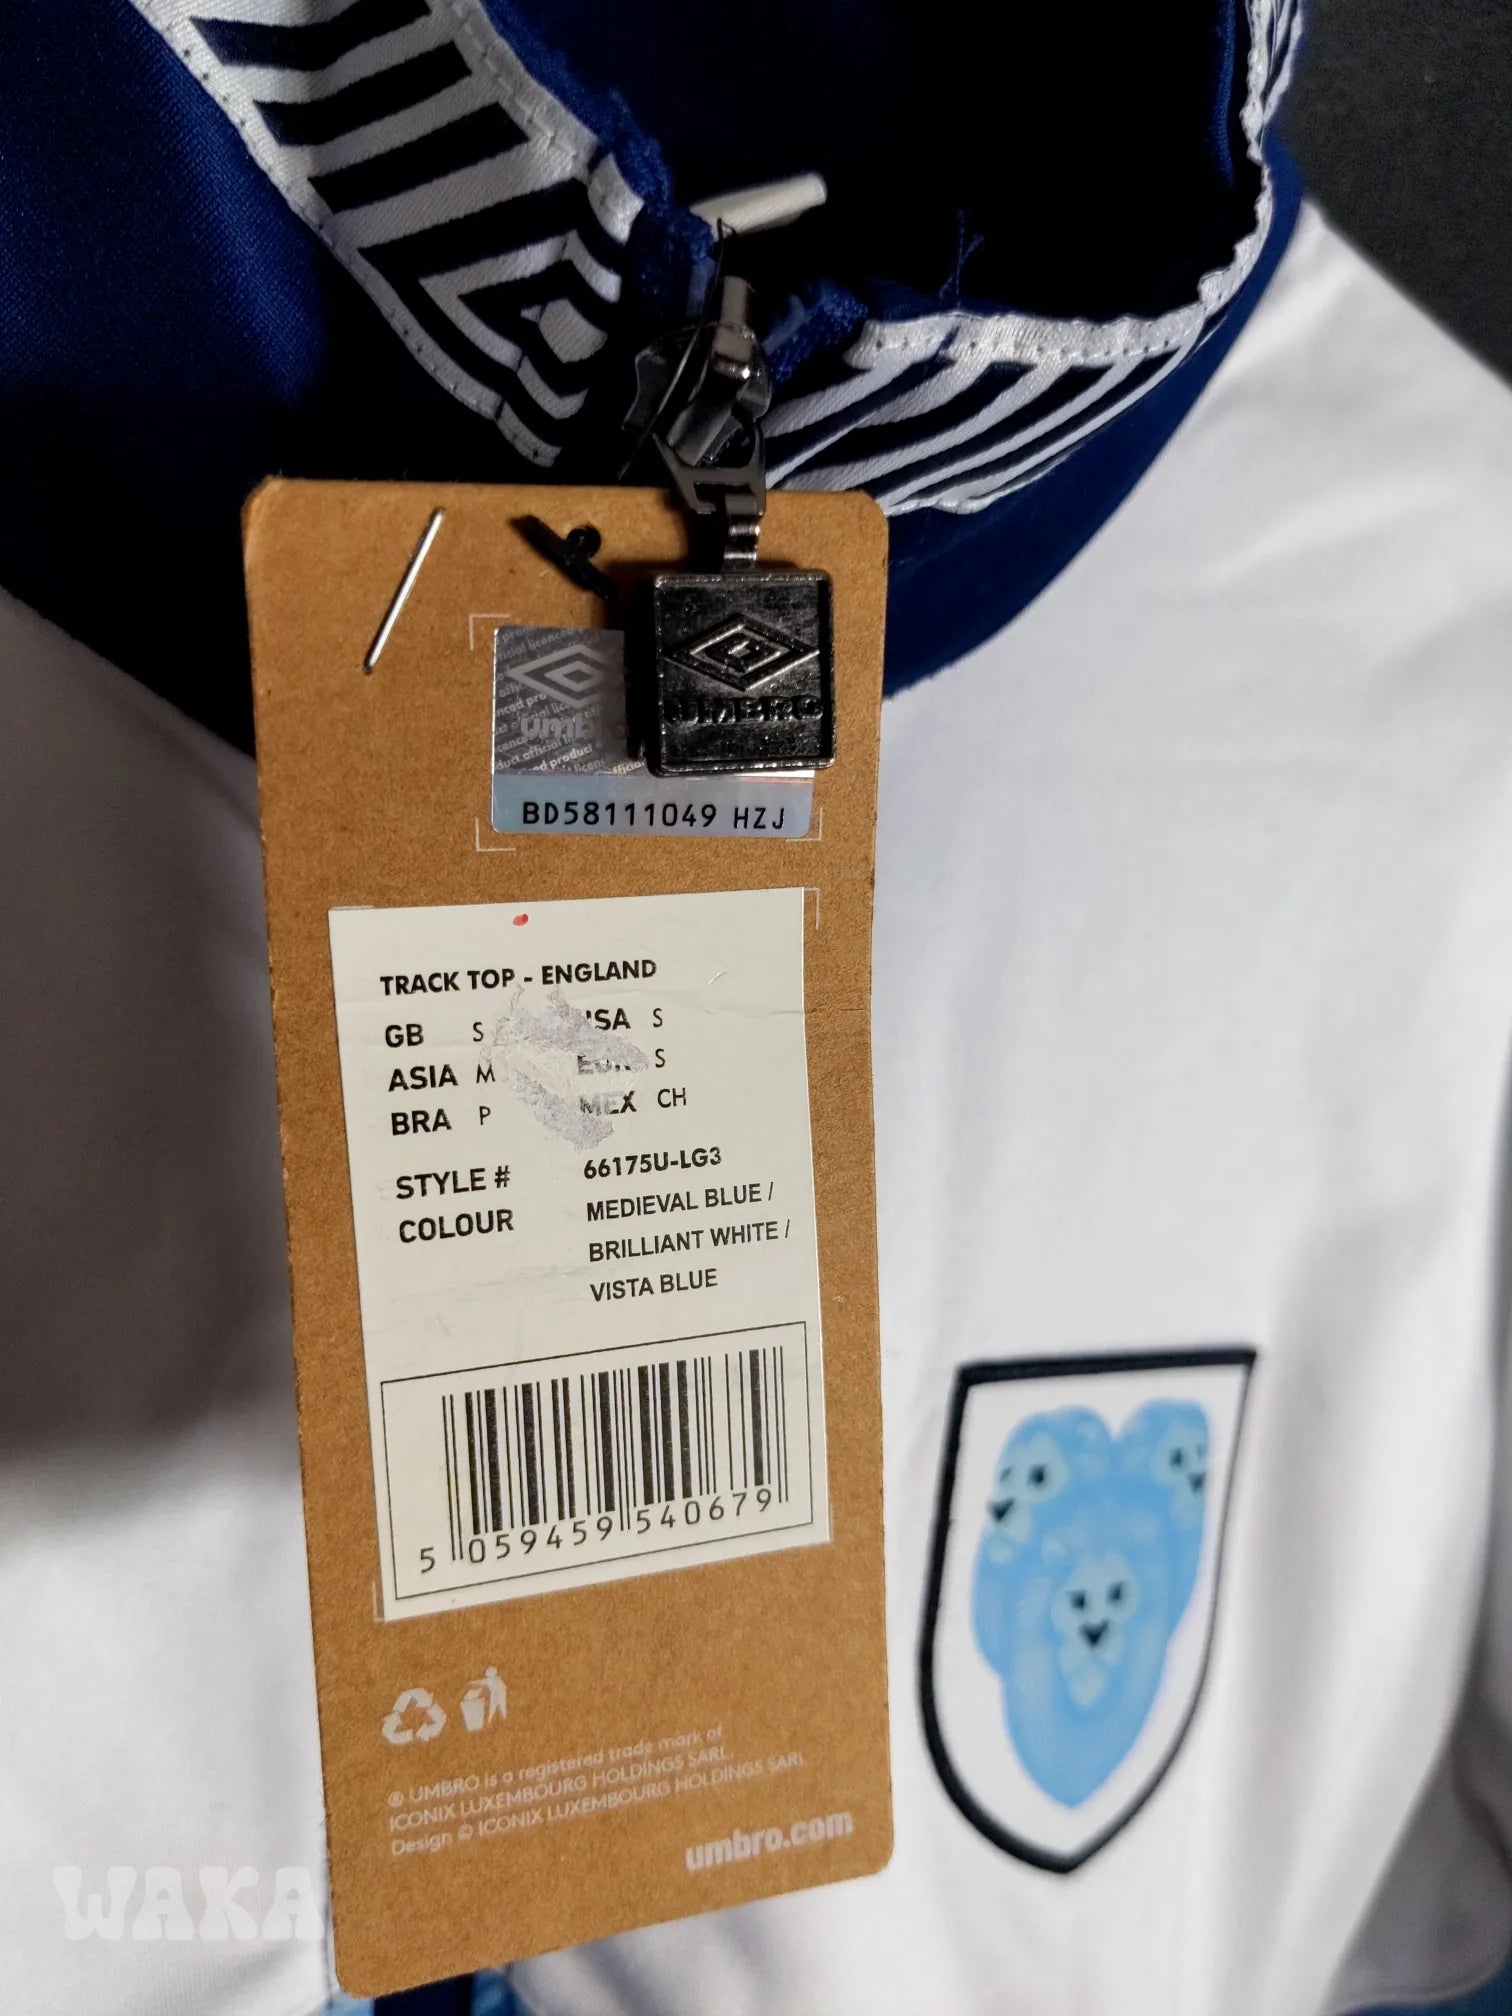 umbro
UMBRO
BD58111049 HZJ
TRACK TOP - ENGLAND
GB S USA S
ASIA M EUR S
BRA P MEX CH
STYLE # 66175U-LG3
COLOUR MEDIEVAL BLUE /
BRILLIANT WHITE /
VISTA BLUE
5 059459 540679
® UMBRO is a registered trade mark of
ICONIX LUXEMBOURG HOLDINGS SARL.
Design © ICONIX LUXEMBOURG HOLDINGS SARL
umbro.com
WAKA